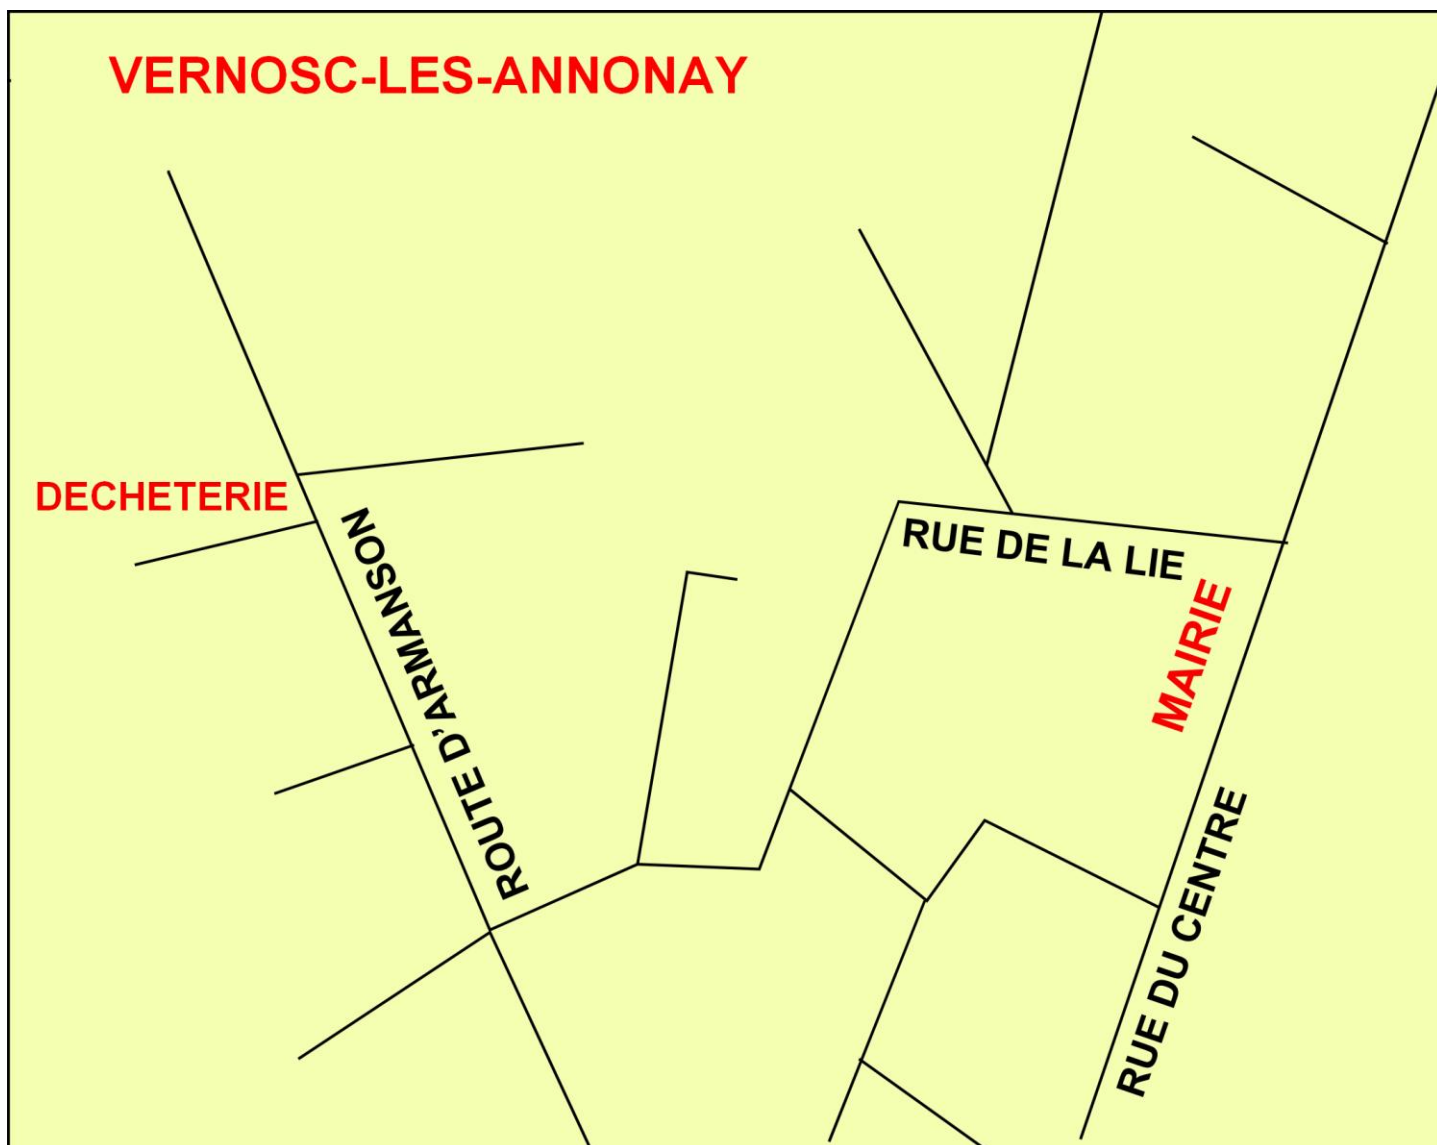 VERNOSC-LES-ANNONAY
DECHETERIE
ROUTE D'ARMANSON
RUE DE LA LIE
MAIRIE
RUE DU CENTRE